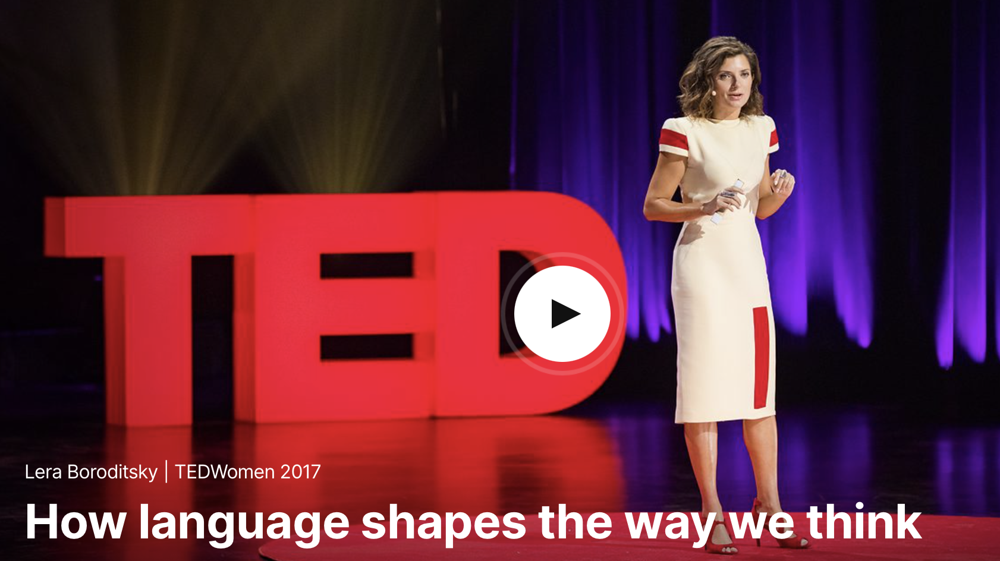 TED
Lera Boroditsky | TEDWomen 2017
How language shapes the way we think